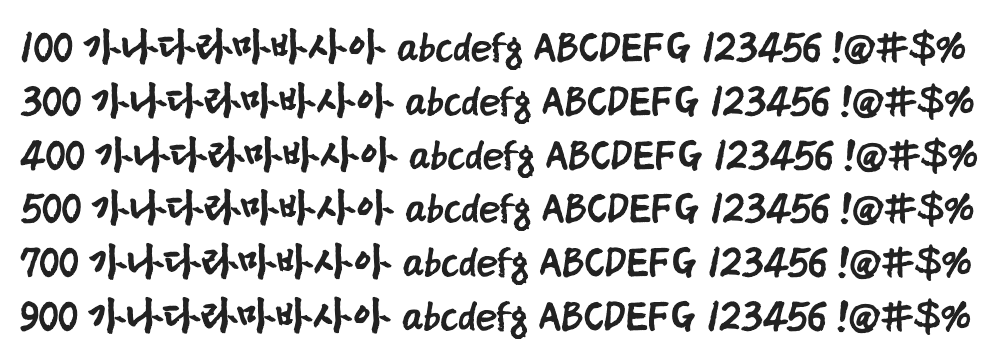 100 가나다라마바사아 abcdefg ABCDEFG 123456 !@#$%
300 가나다라마바사아 abcdefg ABCDEFG 123456 !@#$%
400 가나다라마바사아 abcdefg ABCDEFG 123456 !@#$%
500 가나다라마바사아 abcdefg ABCDEFG 123456 !@#$%
700 가나다라마바사아 abcdefg ABCDEFG 123456 !@#$%
900 가나다라마바사아 abcdefg ABCDEFG 123456 !@#$%